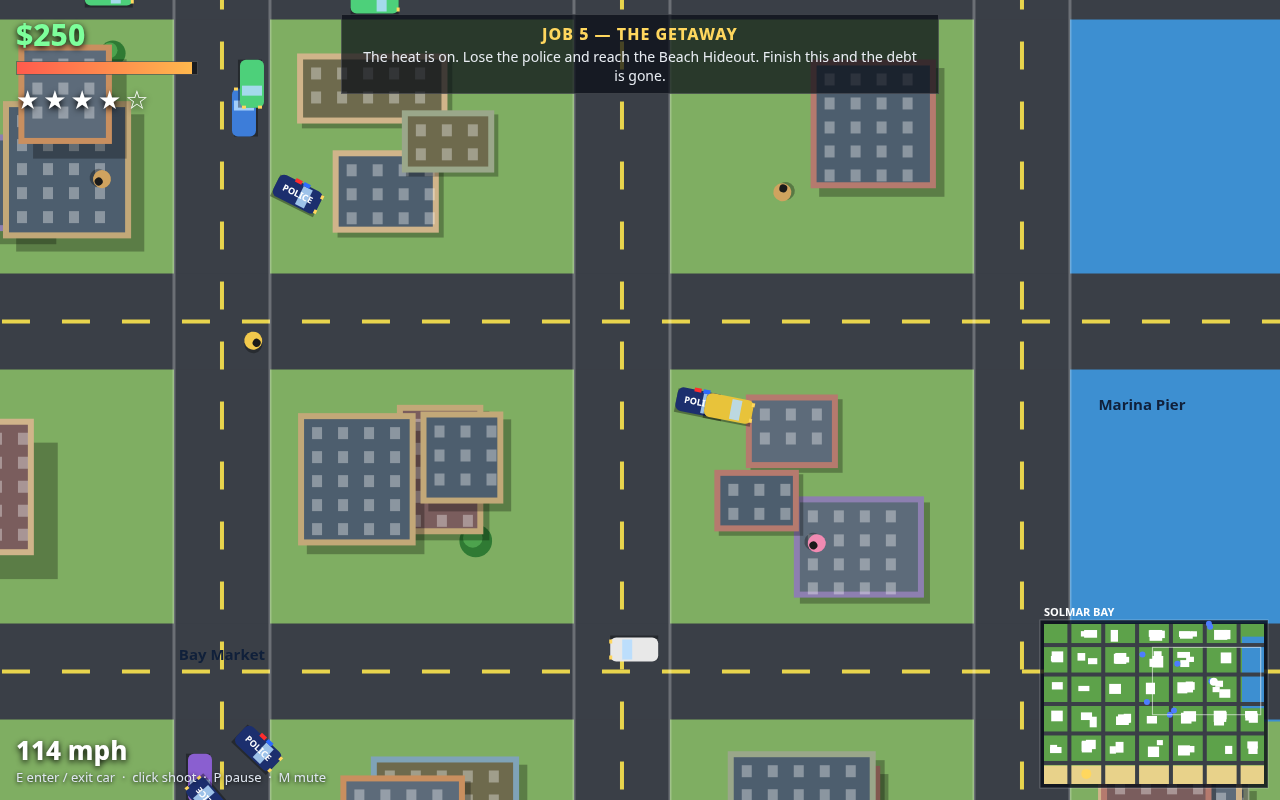 $250
JOB 5 — THE GETAWAY
The heat is on. Lose the police and reach the Beach Hideout. Finish this and the debt
is gone.
POLICE
POLI
Marina Pier
SOLMAR BAY
Bay Market
POLICE
114 mph
E enter / exit car · click shoot · P pause · M mute